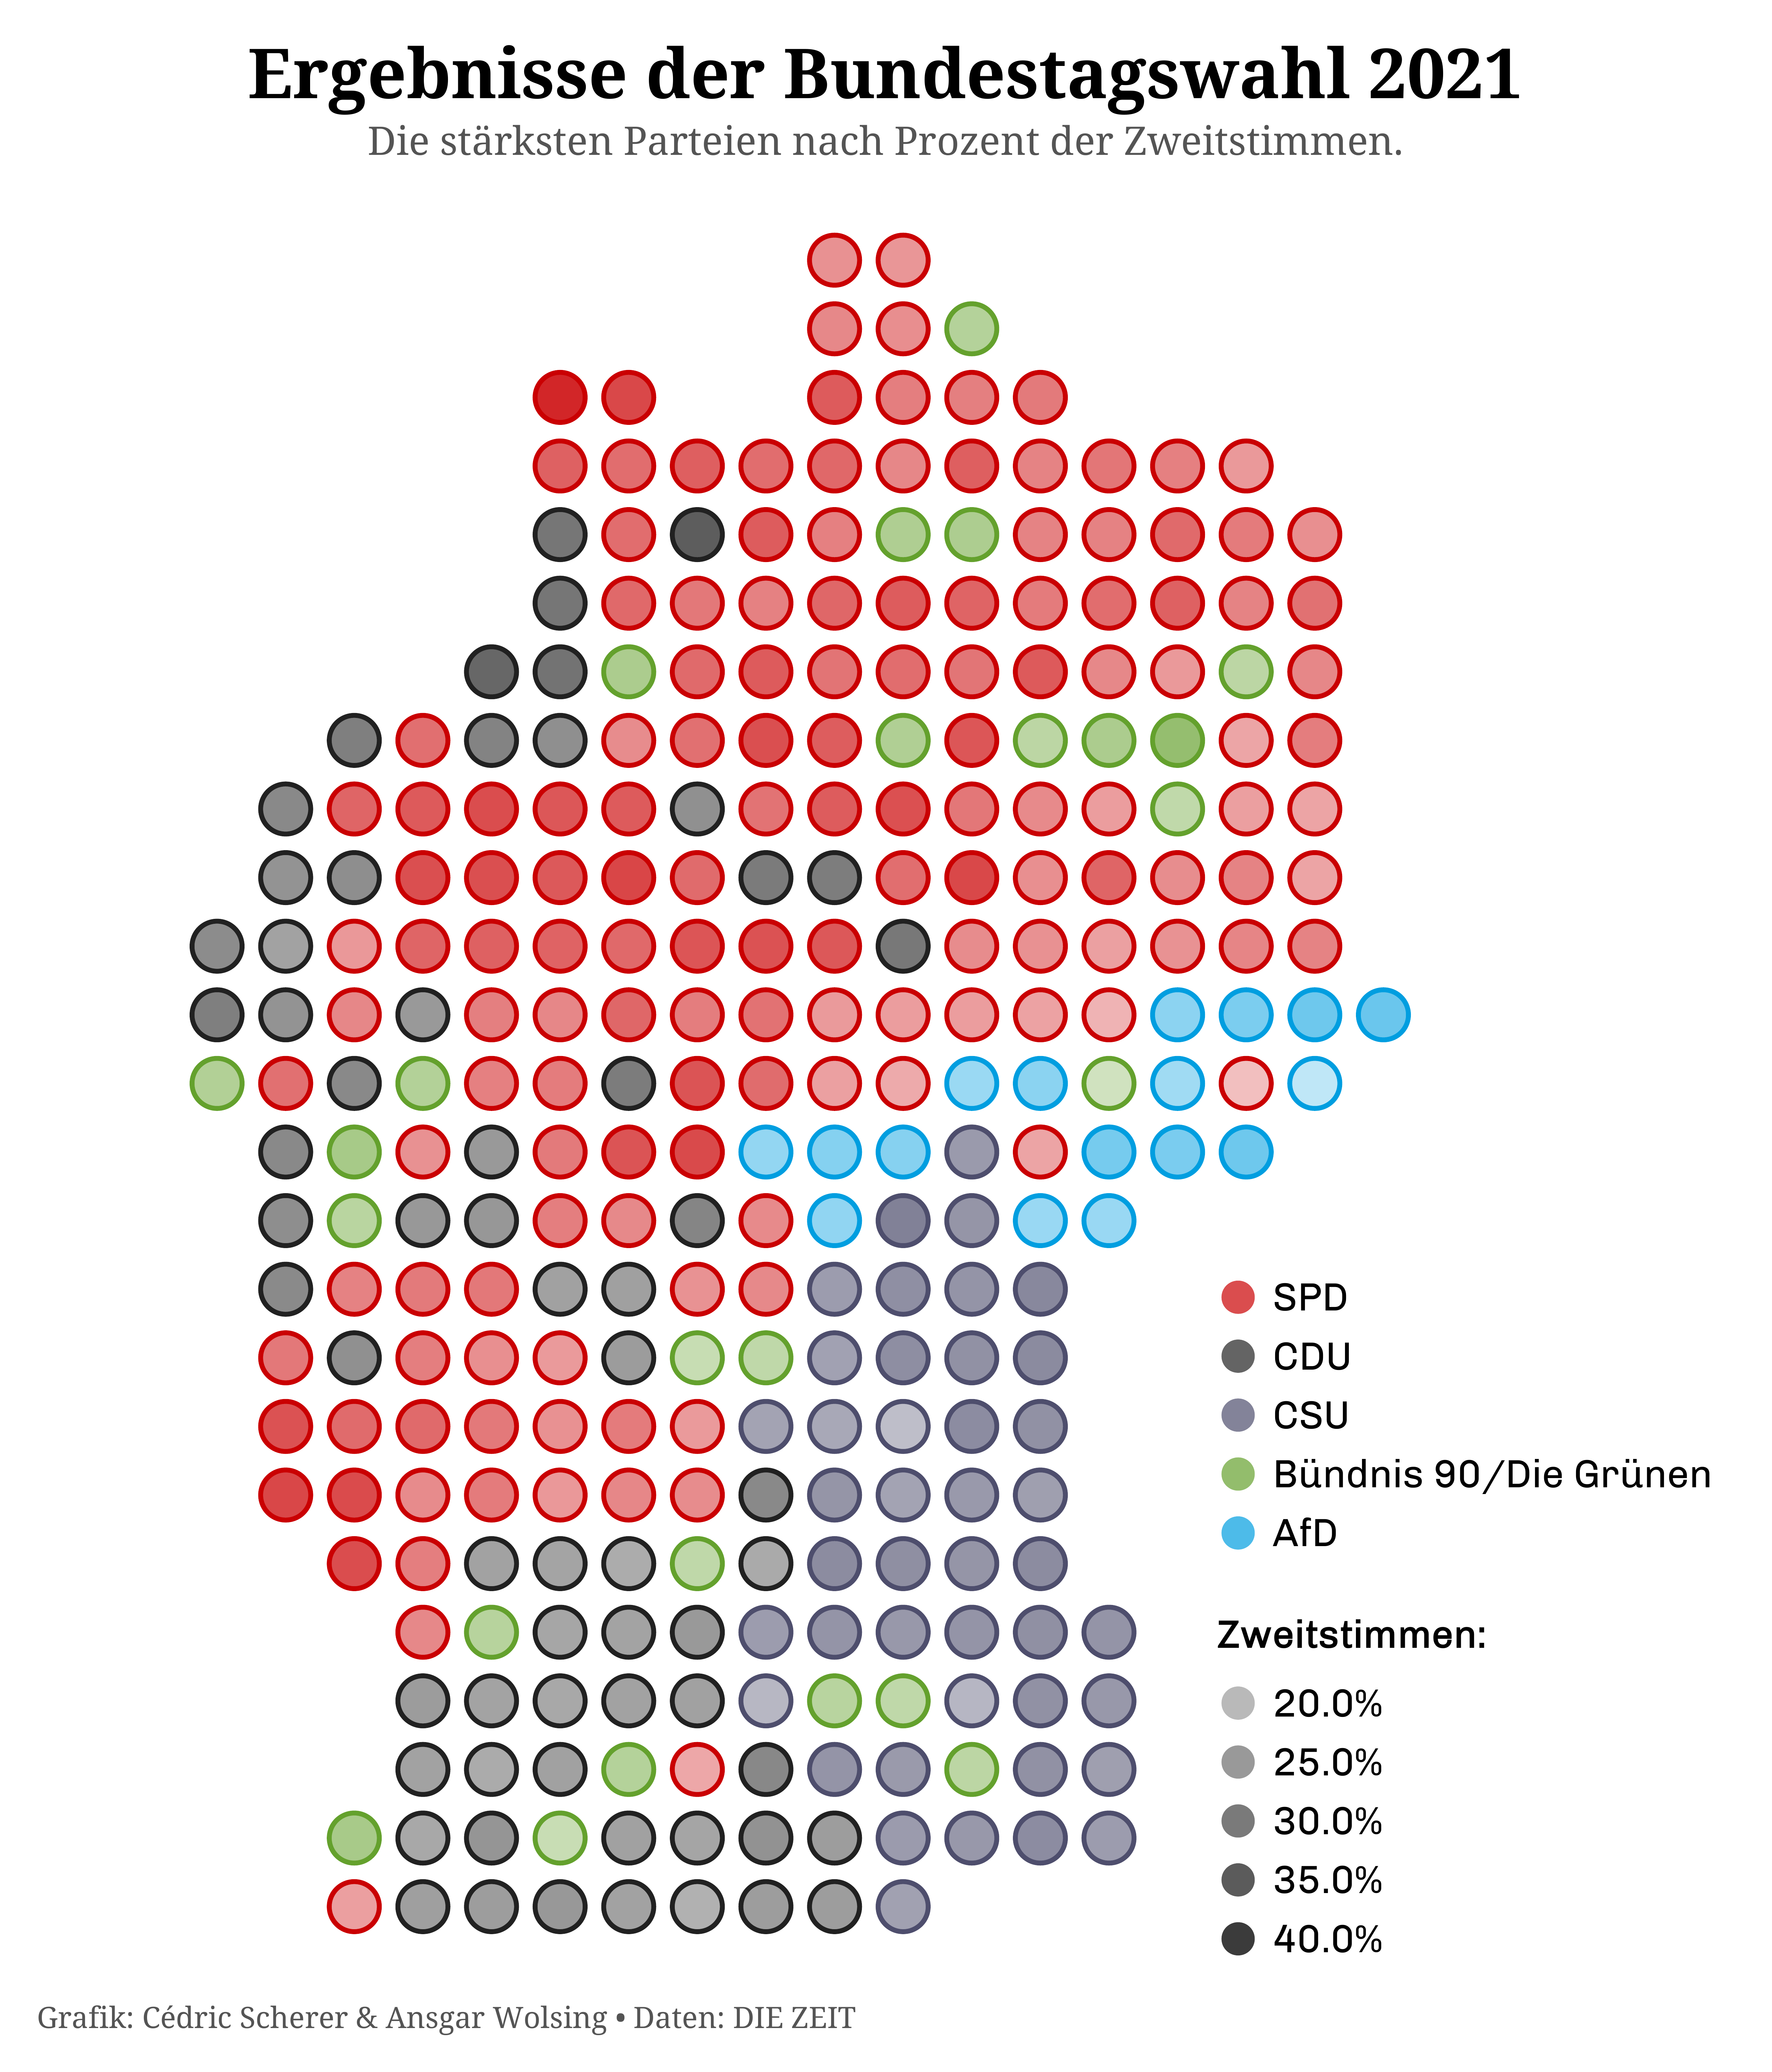 Ergebnisse der Bundestagswahl 2021
Die stärksten Parteien nach Prozent der Zweitstimmen.
SPD
CDU
CSU
Bündnis 90/Die Grünen
AfD
Zweitstimmen:
20.0%
25.0%
30.0%
35.0%
40.0%
Grafik: Cédric Scherer & Ansgar Wolsing • Daten: DIE ZEIT